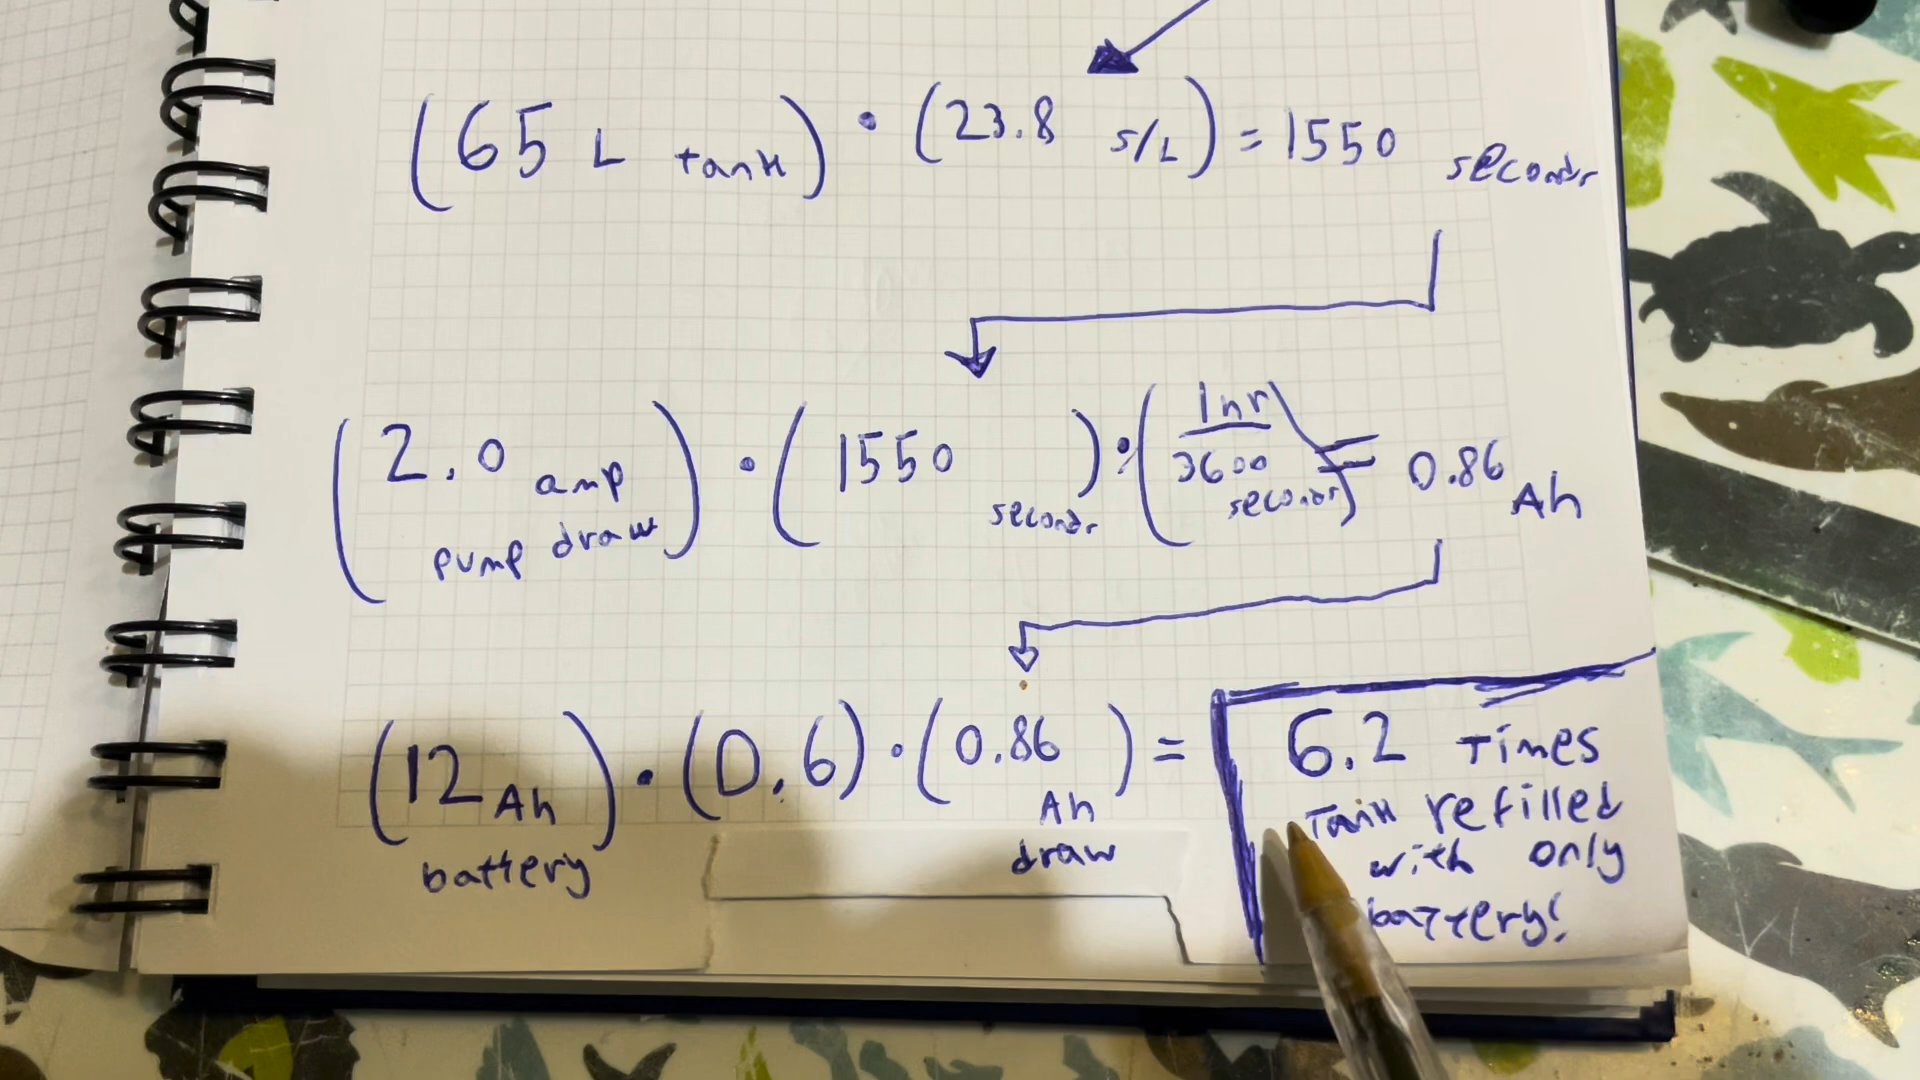 (65 L tank) · (23.8 s/L) = 1550 seconds
(2.0 amp pump draw) · (1550 seconds) · (1hr / 3600 seconds) = 0.86 Ah
(12 Ah battery) · (0.6) · (0.86 Ah draw) = 6.2 Times
Tank refilled
with only
battery!